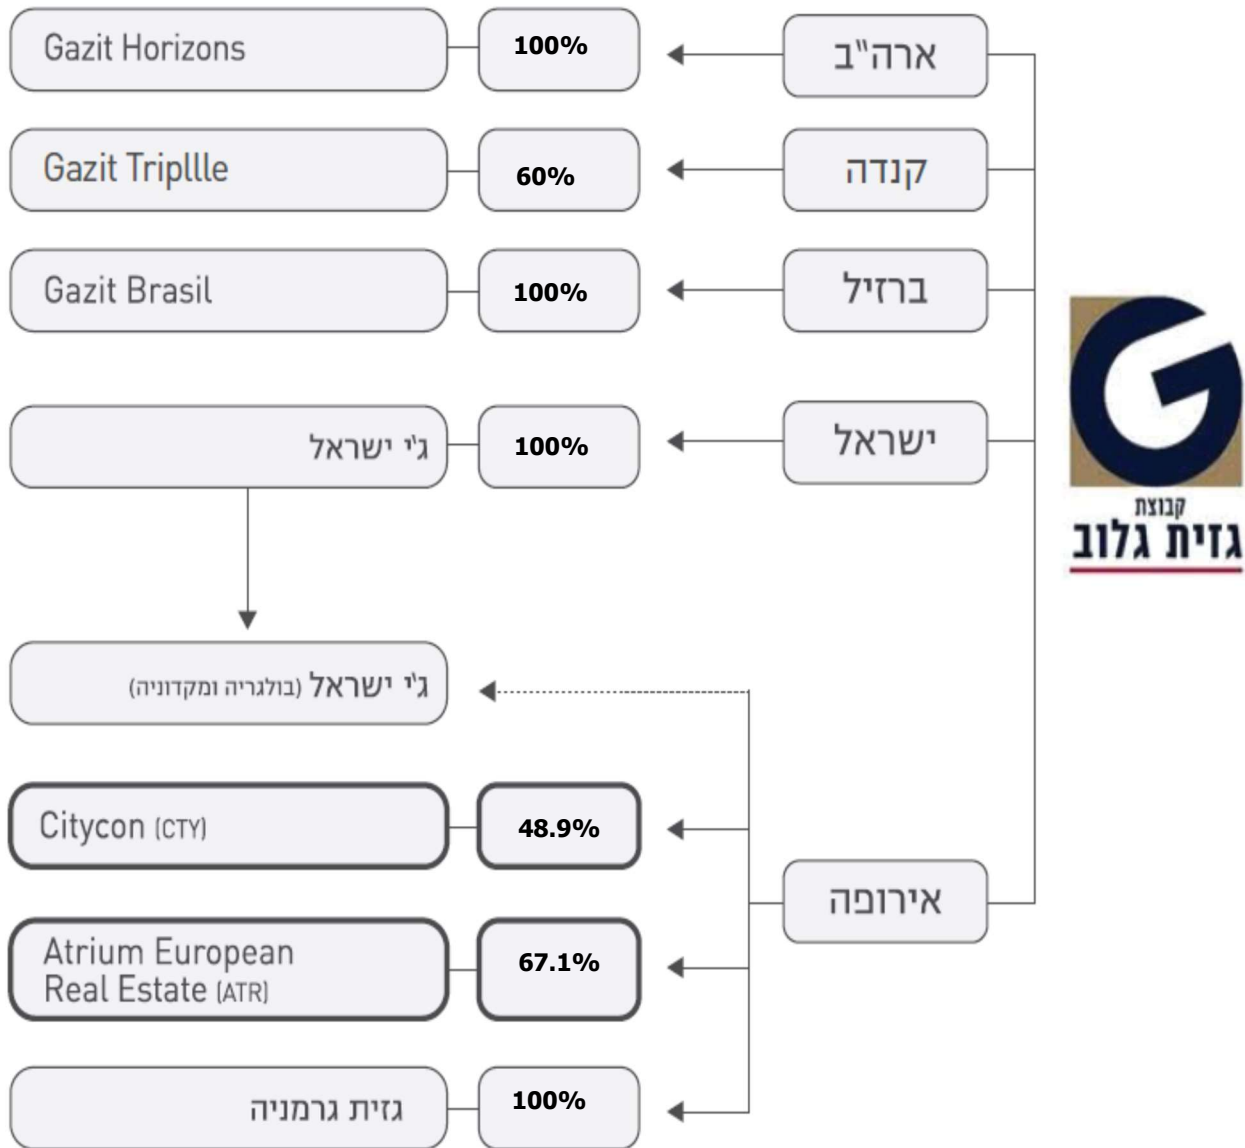 Gazit Horizons
100%
ארה"ב
Gazit Tripllle
60%
קנדה
Gazit Brasil
100%
ברזיל
ג'י ישראל
100%
ישראל
קבוצת
גזית גלוב
ג'י ישראל (בולגריה ומקדוניה)
Citycon (CTY)
48.9%
אירופה
Atrium European
Real Estate (ATR)
67.1%
גזית גרמניה
100%